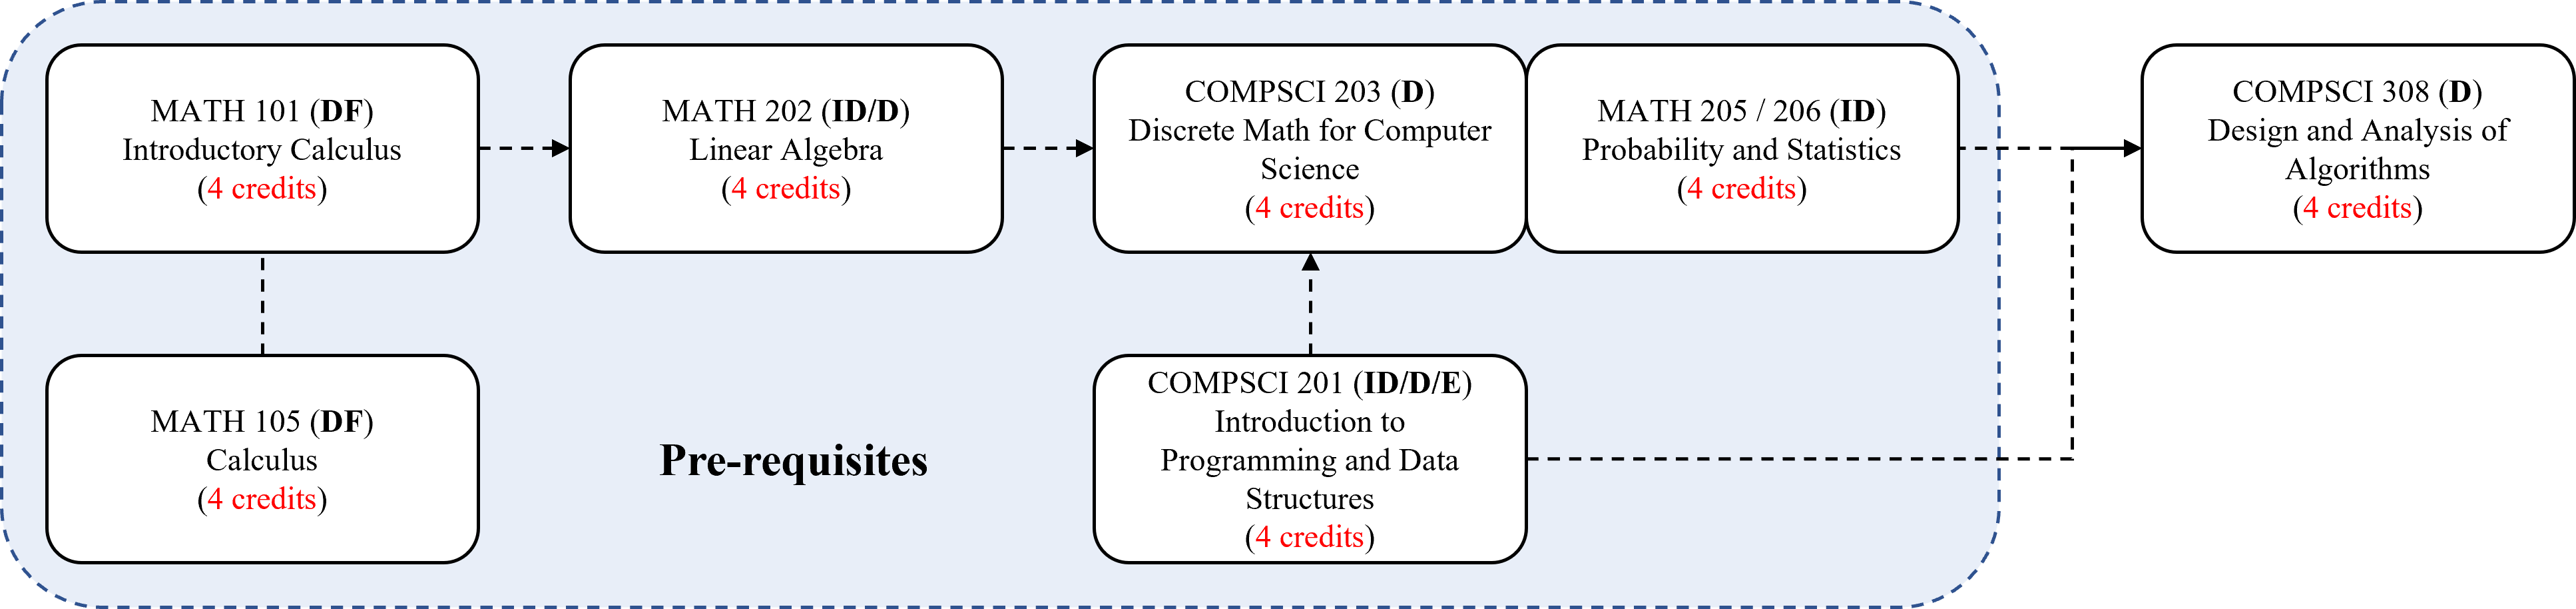 MATH 101 (DF)
Introductory Calculus
(4 credits)
MATH 202 (ID/D)
Linear Algebra
(4 credits)
COMPSCI 203 (D)
Discrete Math for Computer
Science
(4 credits)
MATH 205 / 206 (ID)
Probability and Statistics
(4 credits)
COMPSCI 308 (D)
Design and Analysis of
Algorithms
(4 credits)
MATH 105 (DF)
Calculus
(4 credits)
Pre-requisites
COMPSCI 201 (ID/D/E)
Introduction to
Programming and Data
Structures
(4 credits)